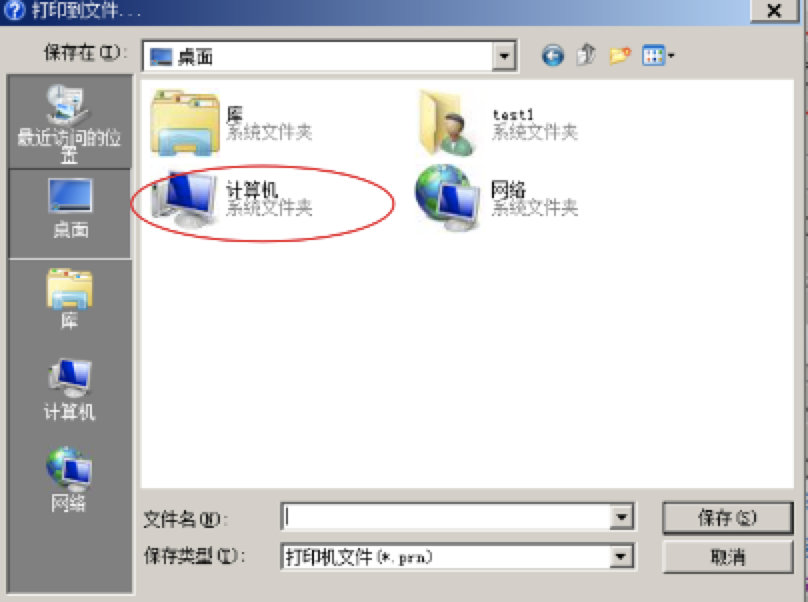 打印到文件...
保存在(I):
桌面
最近访问的位
置
桌面
库
计算机
网络
库
系统文件夹
test1
系统文件夹
计算机
系统文件夹
网络
系统文件夹
文件名(N):
保存(S)
保存类型(T):
打印机文件(*.prn)
取消